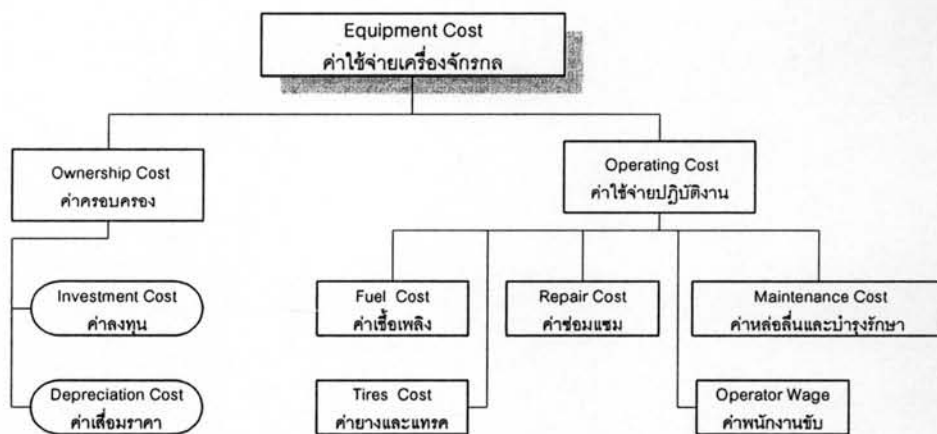 Equipment Cost
ค่าใช้จ่ายเครื่องจักรกล
Ownership Cost
ค่าครอบครอง
Operating Cost
ค่าใช้จ่ายปฏิบัติงาน
Investment Cost
ค่าลงทุน
Fuel Cost
ค่าเชื้อเพลิง
Repair Cost
ค่าซ่อมแซม
Maintenance Cost
ค่าหล่อลื่นและบำรุงรักษา
Depreciation Cost
ค่าเสื่อมราคา
Tires Cost
ค่ายางและแทรค
Operator Wage
ค่าพนักงานขับ